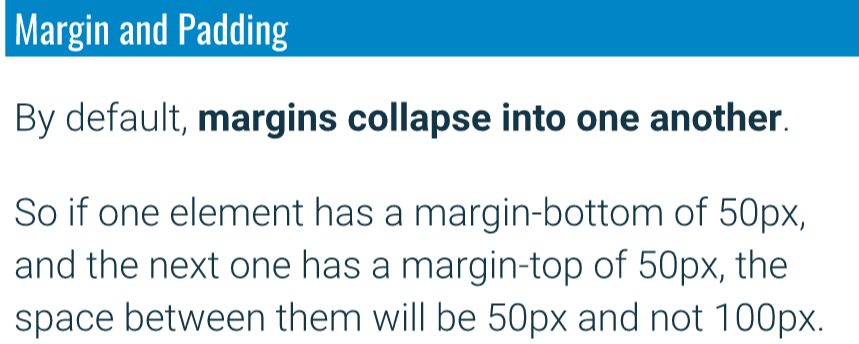 Margin and Padding
By default, margins collapse into one another.
So if one element has a margin-bottom of 50px,
and the next one has a margin-top of 50px, the
space between them will be 50px and not 100px.